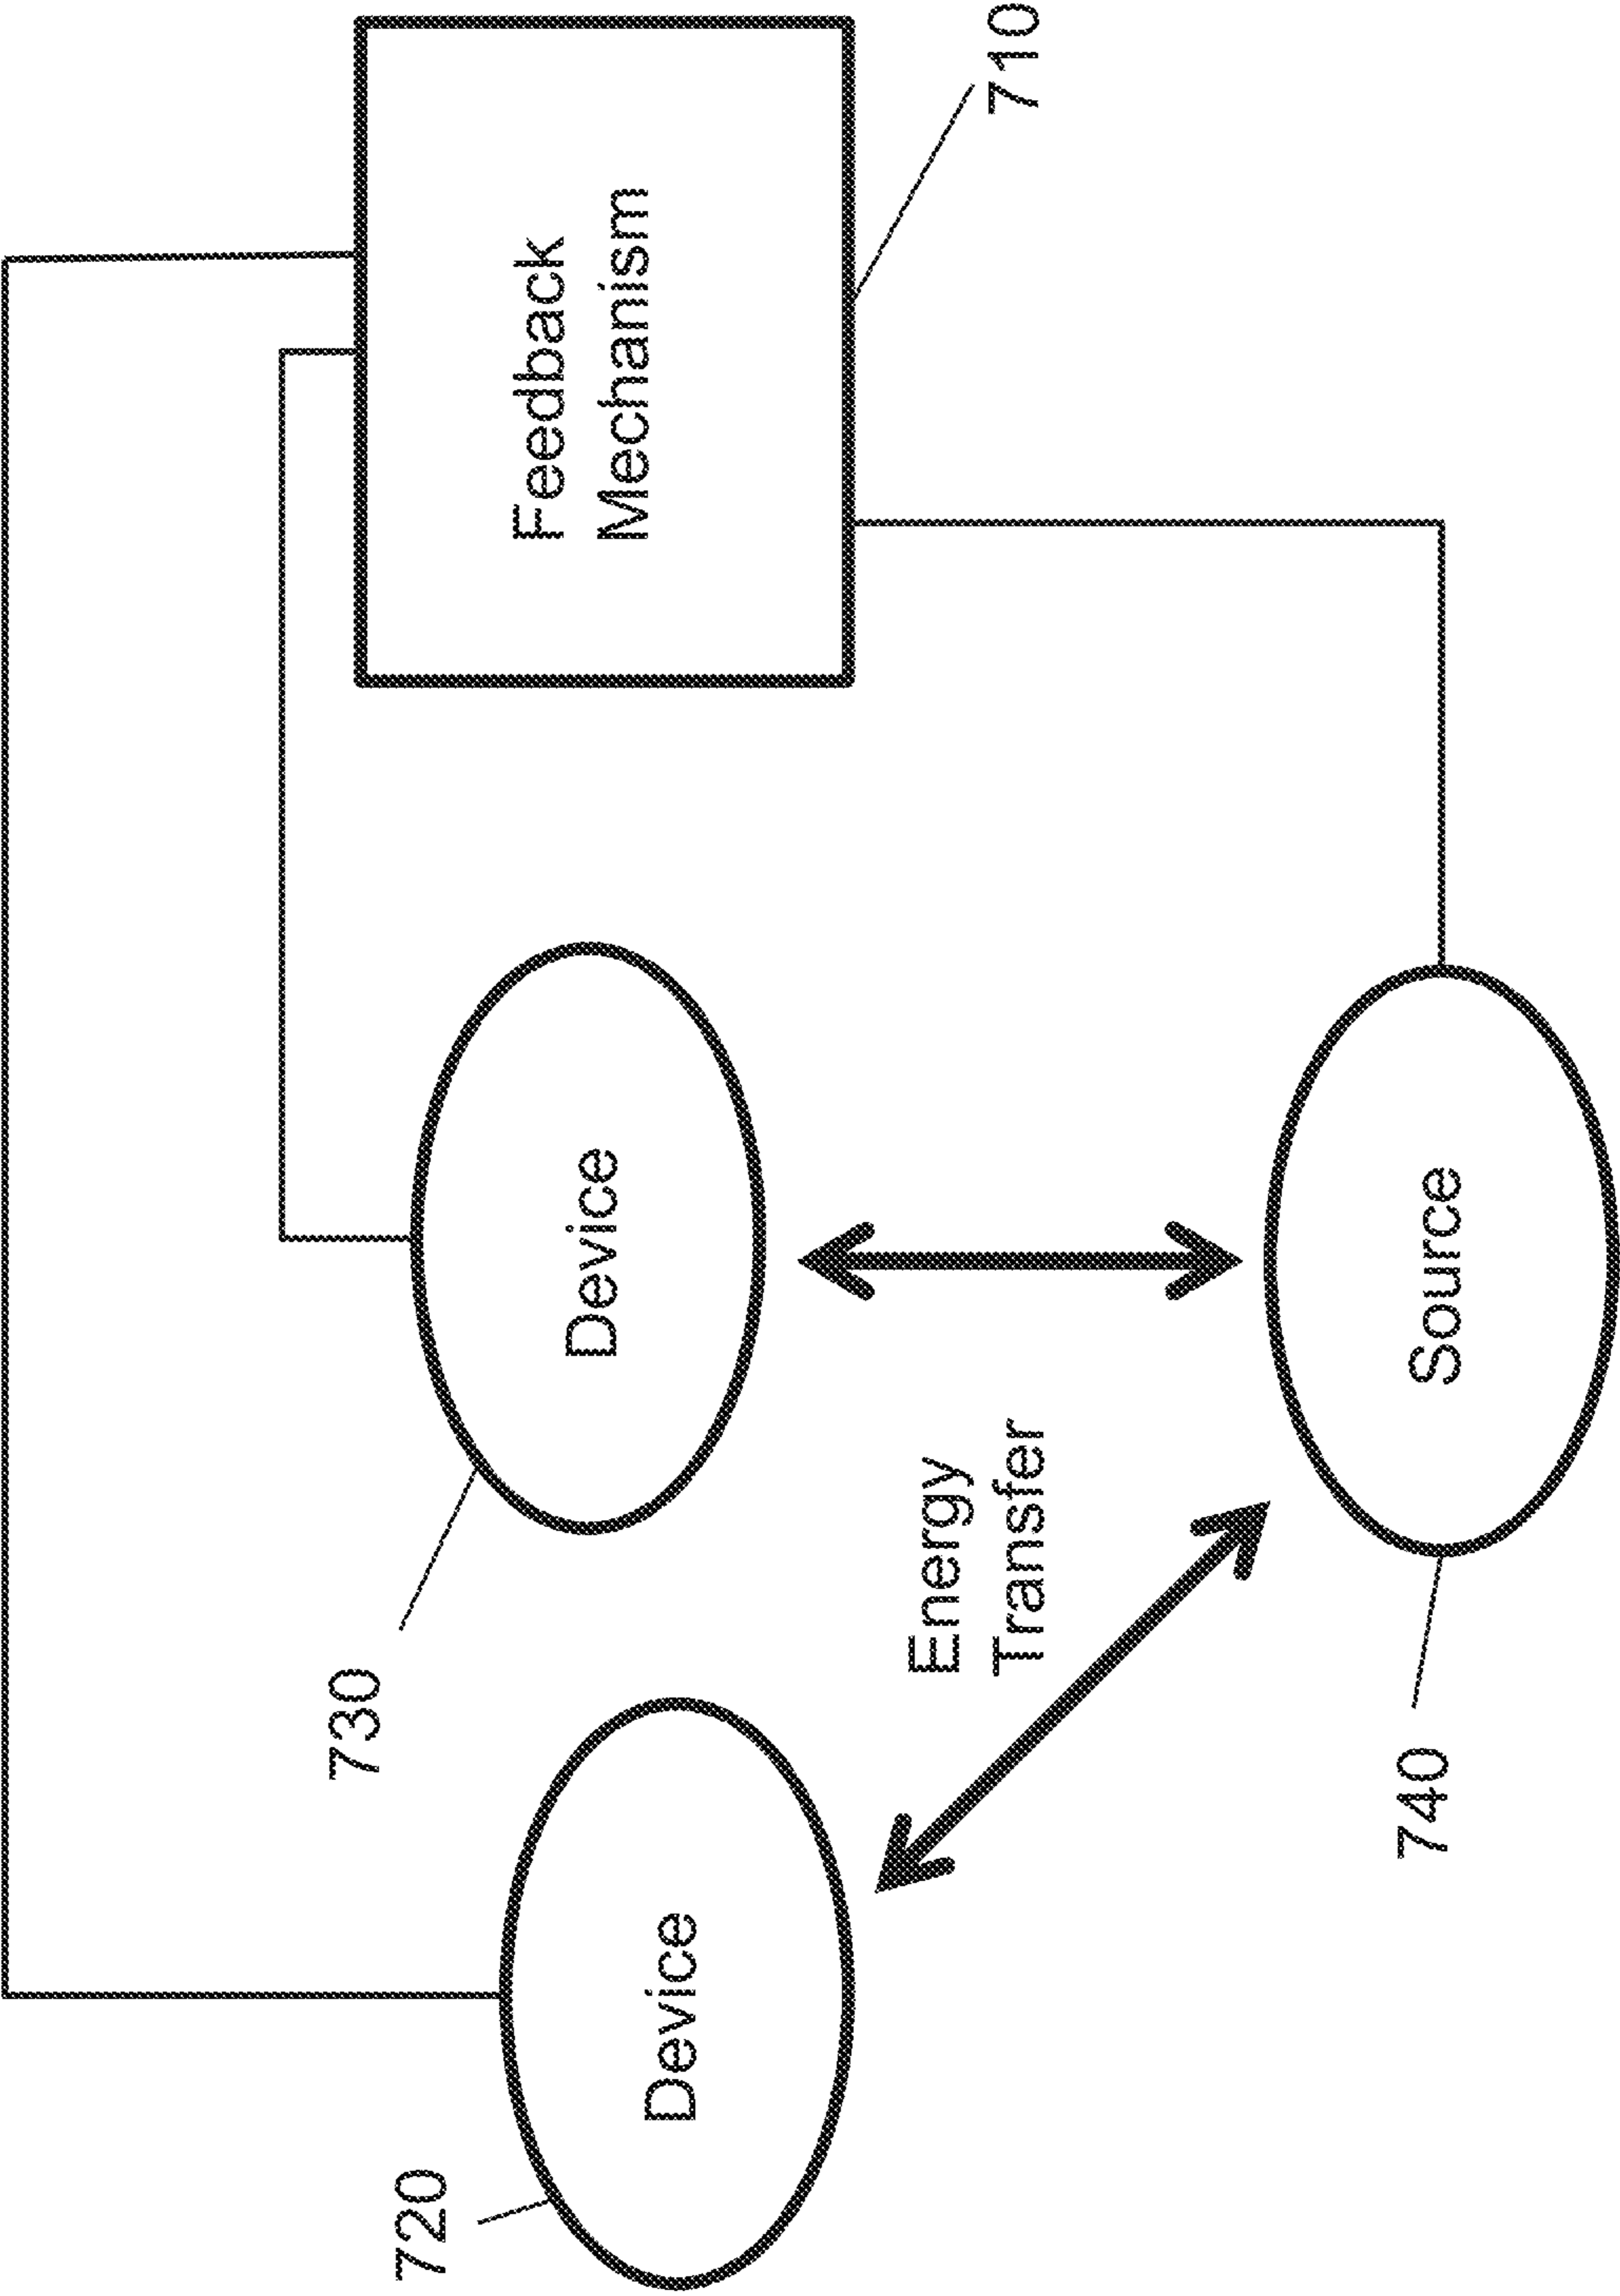 Feedback
Mechanism
710
Device
730
Device
720
Energy
Transfer
Source
740